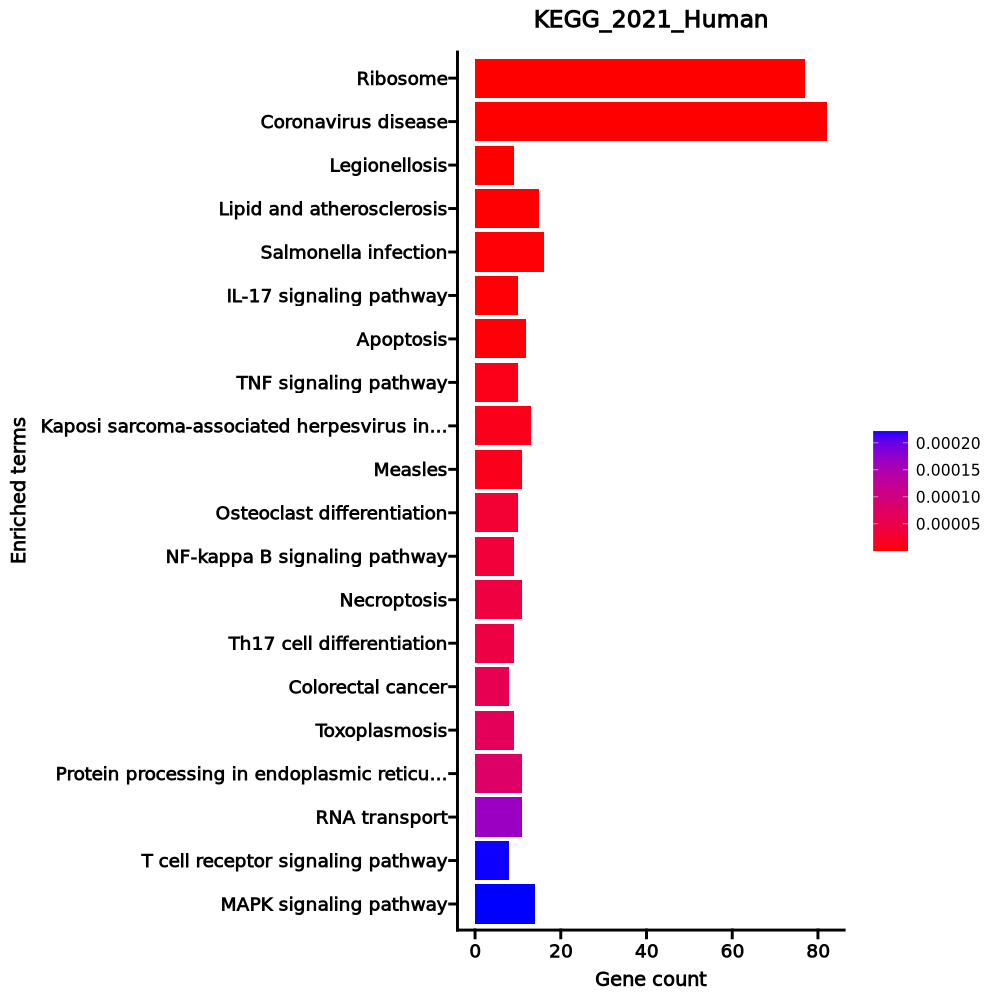 KEGG_2021_Human
Ribosome
Coronavirus disease
Legionellosis
Lipid and atherosclerosis
Salmonella infection
IL-17 signaling pathway
Apoptosis
TNF signaling pathway
Kaposi sarcoma-associated herpesvirus in...
Measles
Osteoclast differentiation
NF-kappa B signaling pathway
Necroptosis
Th17 cell differentiation
Colorectal cancer
Toxoplasmosis
Protein processing in endoplasmic reticu...
RNA transport
T cell receptor signaling pathway
MAPK signaling pathway
Enriched terms
0 20 40 60 80
Gene count
0.00020
0.00015
0.00010
0.00005